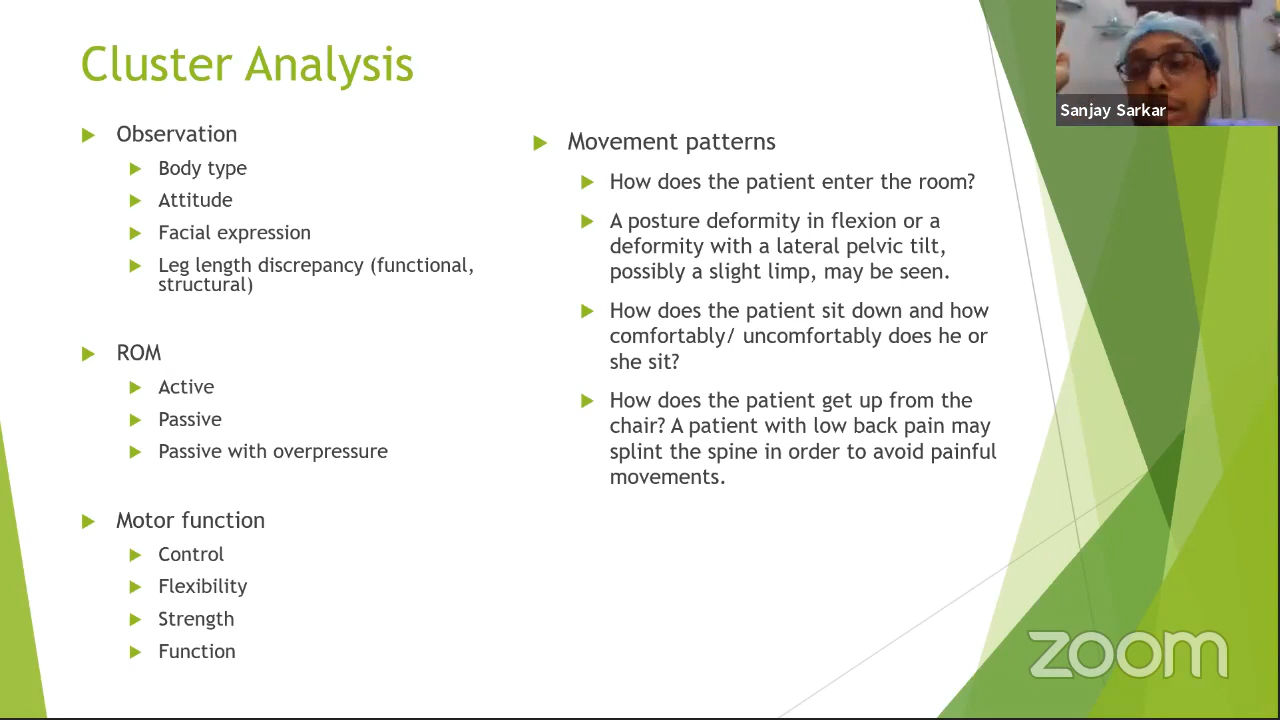 Cluster Analysis
Observation
Body type
Attitude
Facial expression
Leg length discrepancy (functional,
structural)
ROM
Active
Passive
Passive with overpressure
Motor function
Control
Flexibility
Strength
Function
Movement patterns
How does the patient enter the room?
A posture deformity in flexion or a
deformity with a lateral pelvic tilt,
possibly a slight limp, may be seen.
How does the patient sit down and how
comfortably/ uncomfortably does he or
she sit?
How does the patient get up from the
chair? A patient with low back pain may
splint the spine in order to avoid painful
movements.
Sanjay Sarkar
zoom